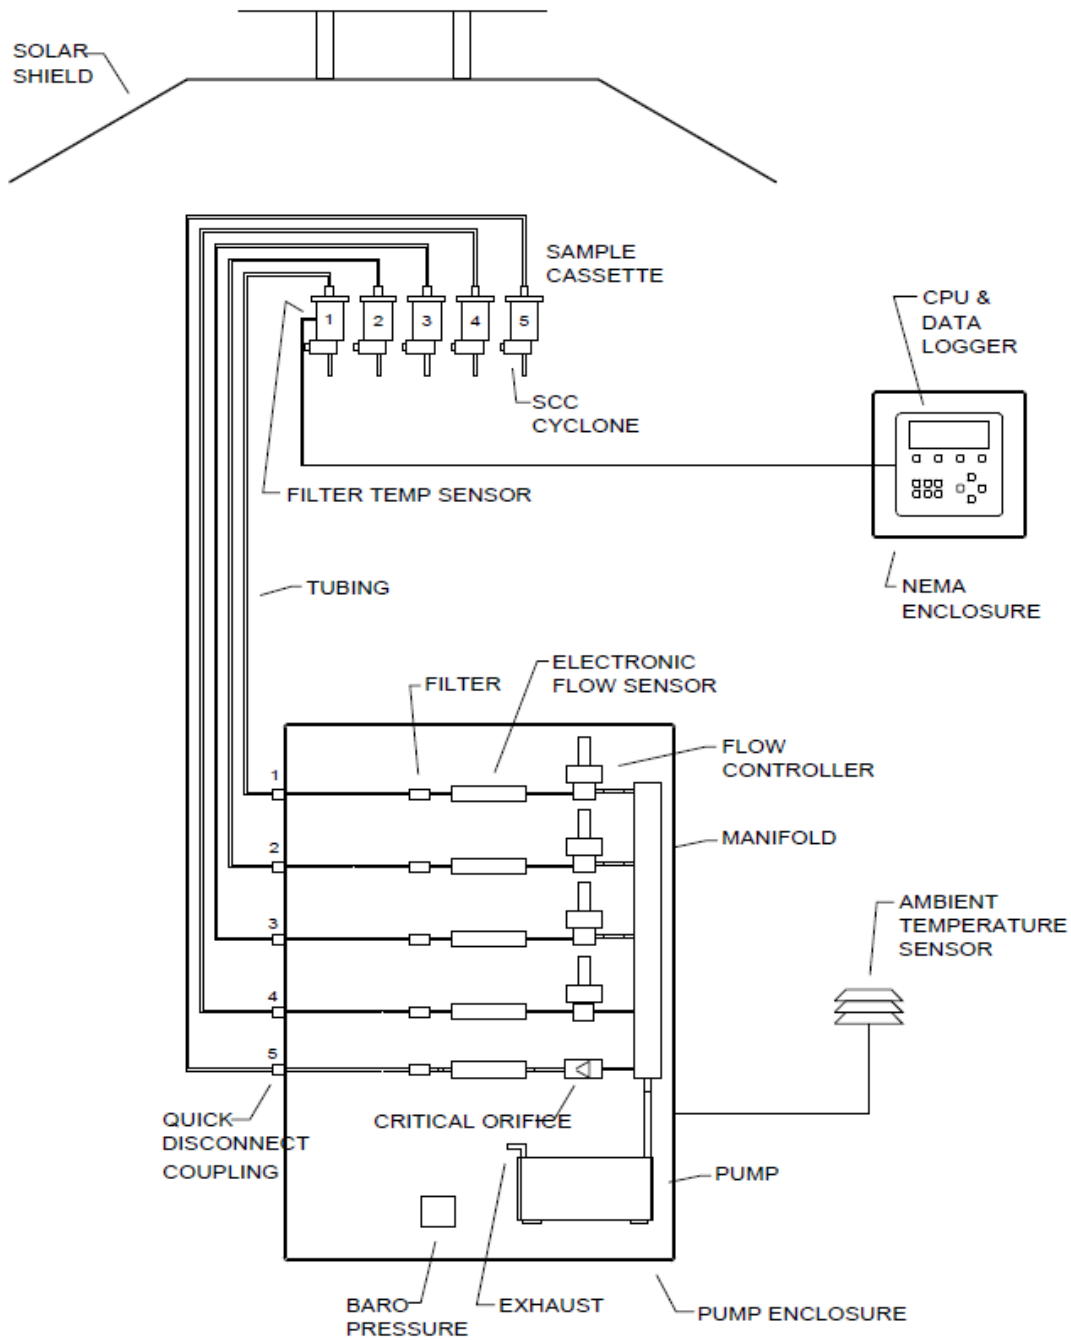 SOLAR
SHIELD
SAMPLE
CASSETTE
1
2
3
4
5
CPU &
DATA
LOGGER
SCC
CYCLONE
FILTER TEMP SENSOR
TUBING
NEMA
ENCLOSURE
ELECTRONIC
FLOW SENSOR
FILTER
FLOW
CONTROLLER
1
MANIFOLD
2
AMBIENT
TEMPERATURE
SENSOR
3
4
5
QUICK
DISCONNECT
COUPLING
CRITICAL ORIFICE
PUMP
BARO
PRESSURE
EXHAUST
PUMP ENCLOSURE